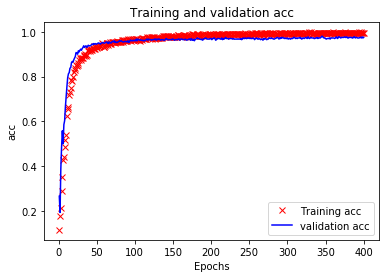 Training and validation acc
1.0
0.8
0.6
0.4
0.2
acc
0 50 100 150 200 250 300 350 400
Epochs
Training acc
validation acc